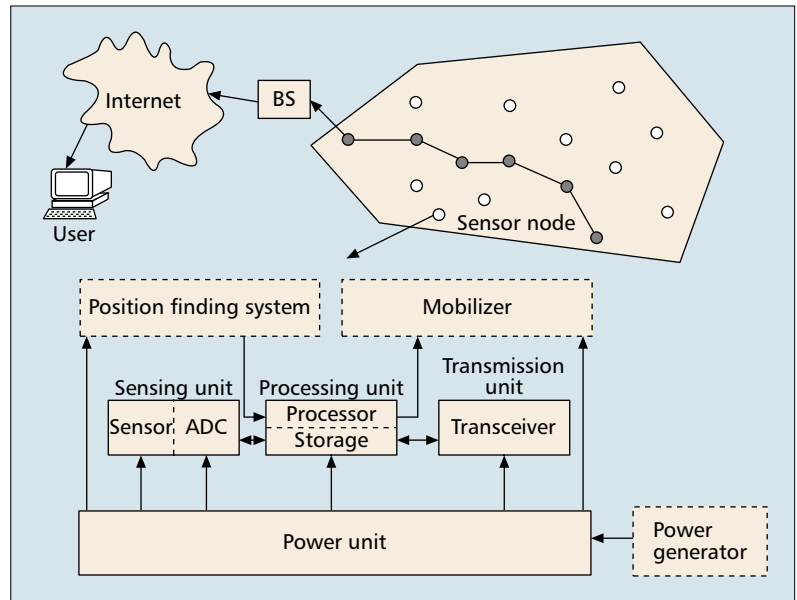 Internet
BS
User
Sensor node
Position finding system
Mobilizer
Sensing unit
Processing unit
Transmission
unit
Sensor
ADC
Processor
Storage
Transceiver
Power unit
Power
generator